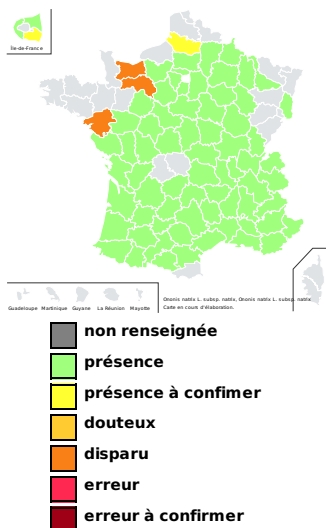 Île-de-France
Guadeloupe Martinique Guyane La Réunion Mayotte
Ononis natrix L. subsp. natrix, Ononis natrix L. subsp. natrix
Carte en cours d'élaboration.
non renseignée
présence
présence à confimer
douteux
disparu
erreur
erreur à confirmer